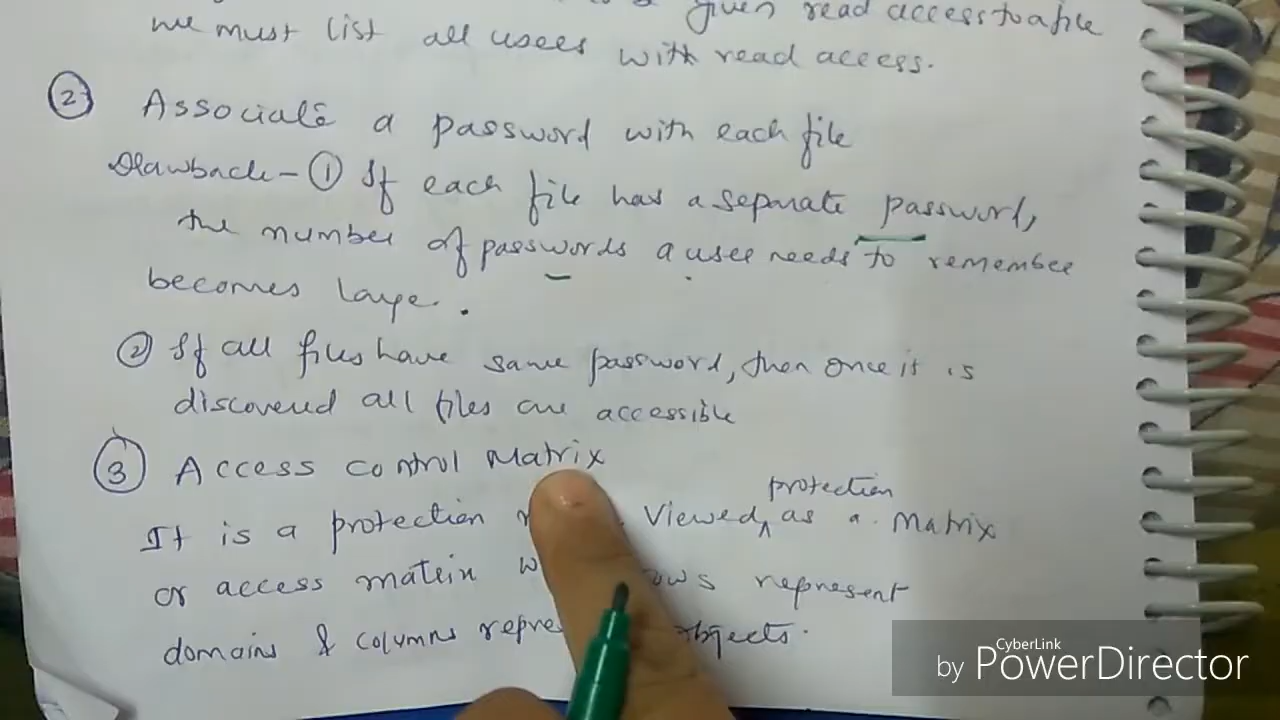 given read access to a file
we must list all users with read access.
② Associate a password with each file
Drawback - ① If each file has a separate password,
the number of passwords a user needs to remember
becomes large.
② If all files have same password, then once it is
discovered all files are accessible
③ Access control Matrix
protection
It is a protection viewed ^ as a matrix
or access matrix rows represent
domains & columns objects.
CyberLink
by PowerDirector